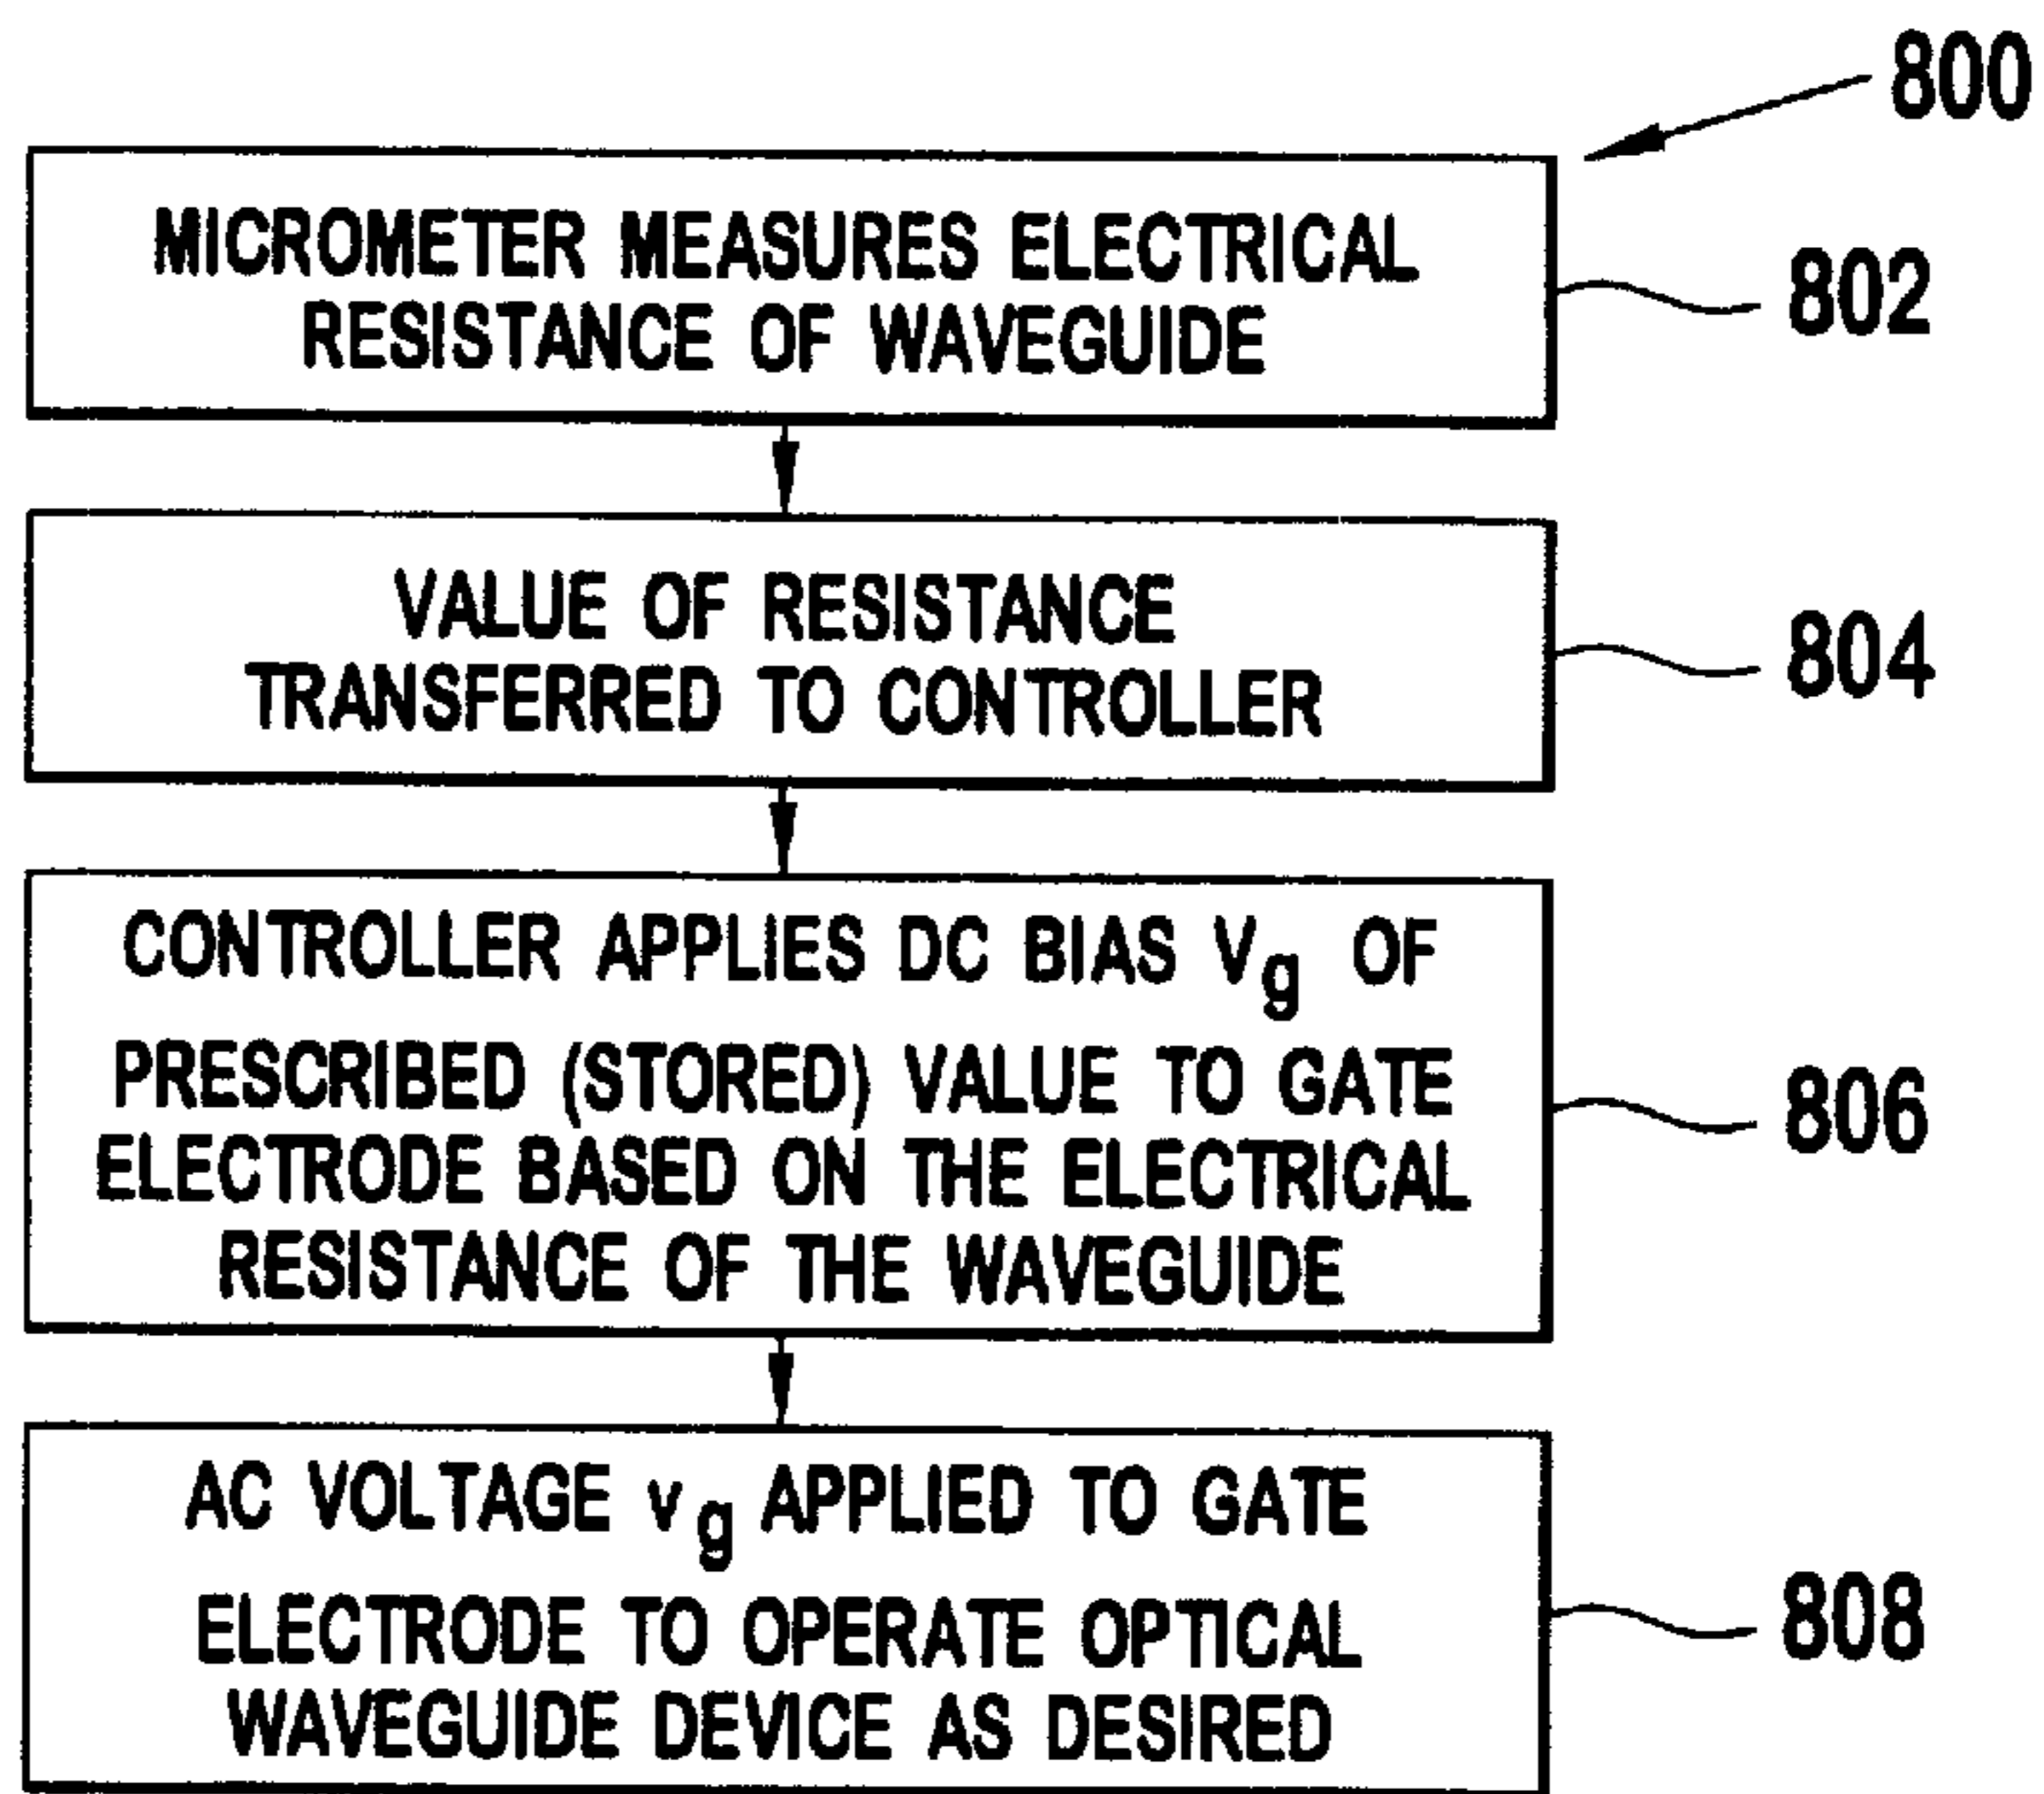 800
MICROMETER MEASURES ELECTRICAL
RESISTANCE OF WAVEGUIDE
802
VALUE OF RESISTANCE
TRANSFERRED TO CONTROLLER
804
CONTROLLER APPLIES DC BIAS Vg OF
PRESCRIBED (STORED) VALUE TO GATE
ELECTRODE BASED ON THE ELECTRICAL
RESISTANCE OF THE WAVEGUIDE
806
AC VOLTAGE vg APPLIED TO GATE
ELECTRODE TO OPERATE OPTICAL
WAVEGUIDE DEVICE AS DESIRED
808